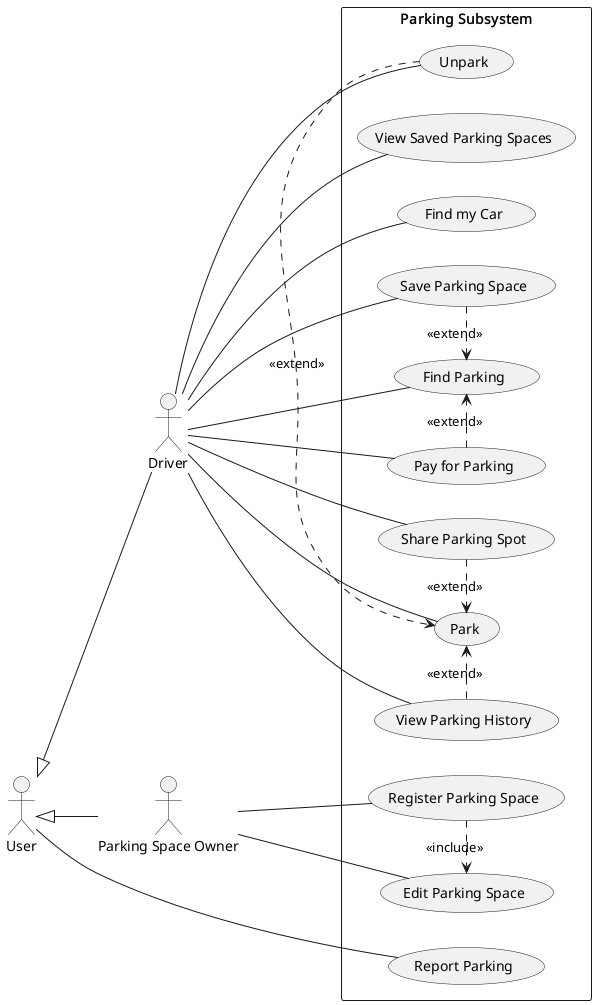 Parking Subsystem
Unpark
View Saved Parking Spaces
Find my Car
Save Parking Space
«extend»
«extend»
Find Parking
«extend»
Driver
Pay for Parking
Share Parking Spot
«extend»
Park
«extend»
View Parking History
Register Parking Space
User
Parking Space Owner
«include»
Edit Parking Space
Report Parking